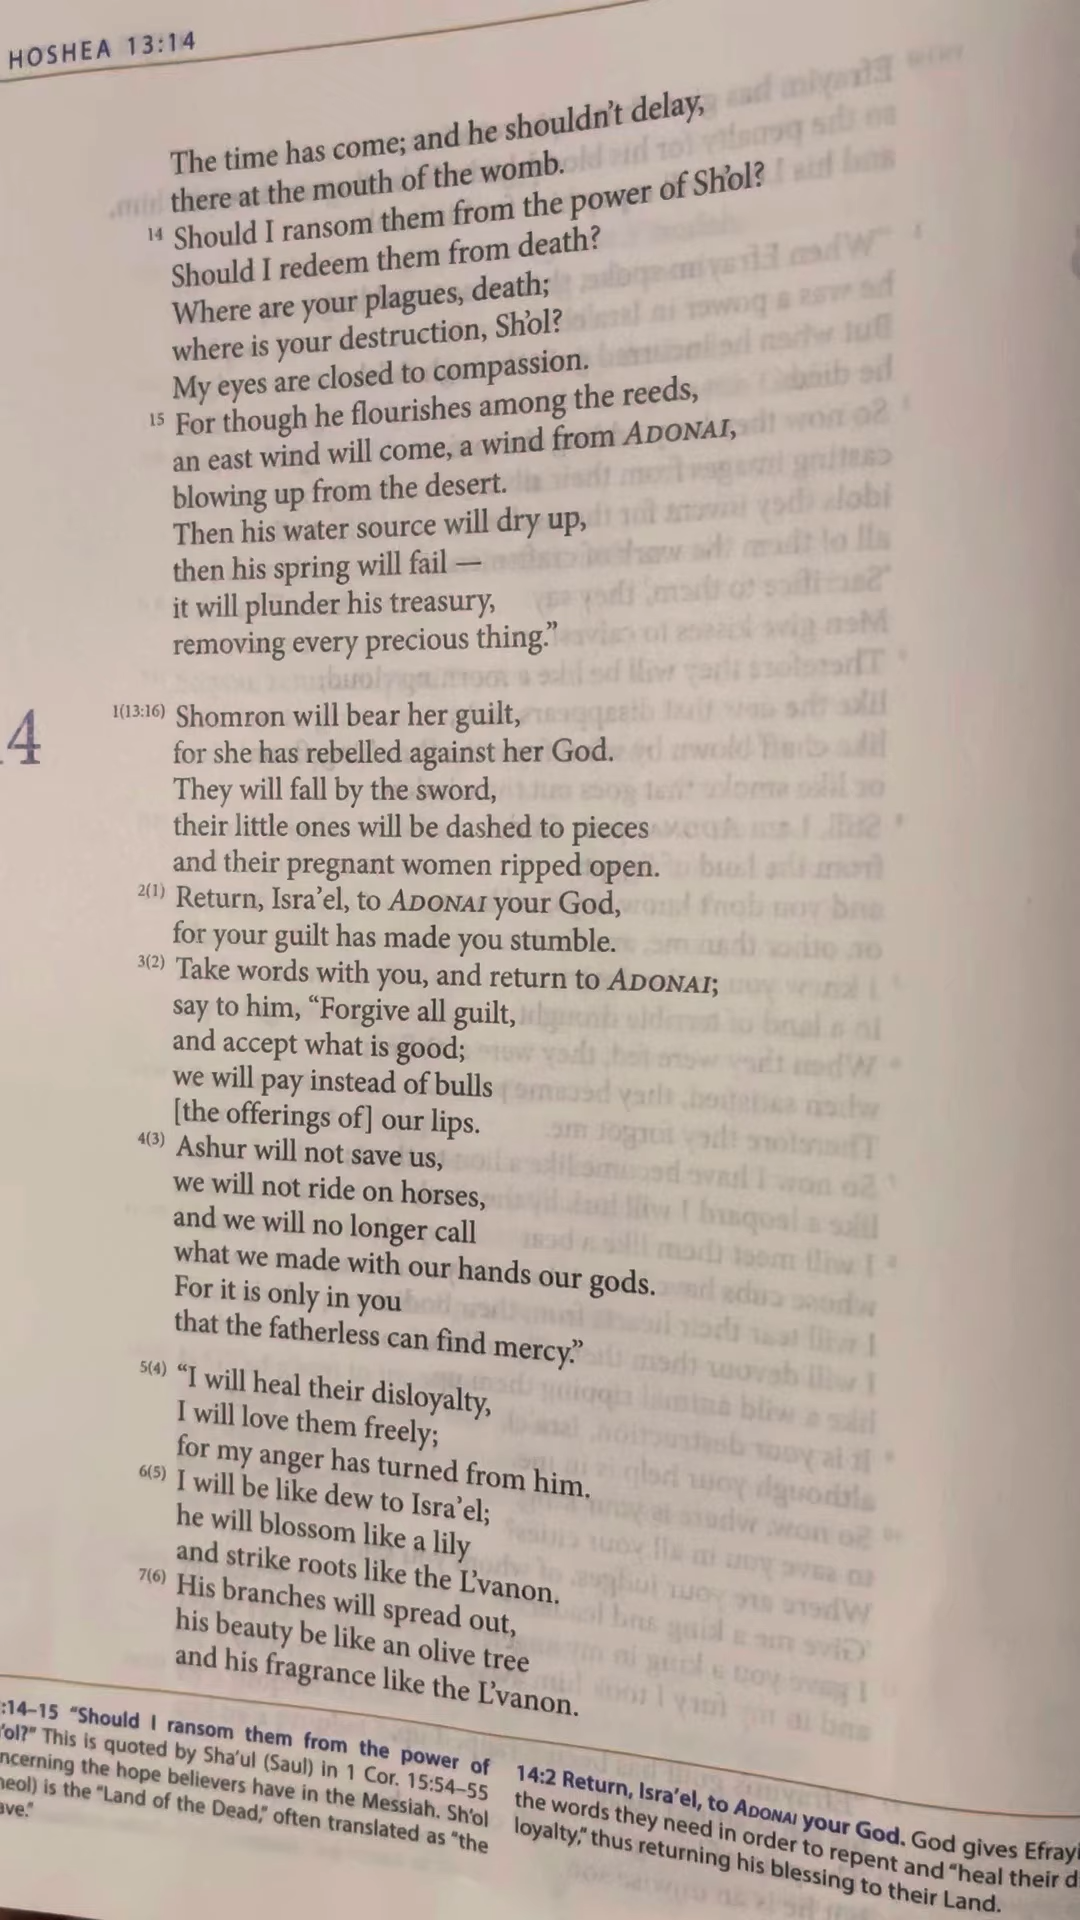 HOSHEA 13:14
The time has come; and he shouldn't delay,
there at the mouth of the womb.
14 Should I ransom them from the power of Sh'ol?
Should I redeem them from death?
Where are your plagues, death;
where is your destruction, Sh'ol?
My eyes are closed to compassion.
15 For though he flourishes among the reeds,
an east wind will come, a wind from ADONAI,
blowing up from the desert.
Then his water source will dry up,
then his spring will fail —
it will plunder his treasury,
removing every precious thing.”
4
1(13:16) Shomron will bear her guilt,
for she has rebelled against her God.
They will fall by the sword,
their little ones will be dashed to pieces
and their pregnant women ripped open.
2(1) Return, Isra'el, to ADONAI your God,
for your guilt has made you stumble.
3(2) Take words with you, and return to ADONAI;
say to him, “Forgive all guilt,
and accept what is good;
we will pay instead of bulls
[the offerings of] our lips.
4(3) Ashur will not save us,
we will not ride on horses,
and we will no longer call
what we made with our hands our gods.
For it is only in you
that the fatherless can find mercy.”
5(4) “I will heal their disloyalty,
I will love them freely;
for my anger has turned from him.
6(5) I will be like dew to Isra'el;
he will blossom like a lily
and strike roots like the L'vanon.
7(6) His branches will spread out,
his beauty be like an olive tree
and his fragrance like the L'vanon.
:14–15 “Should I ransom them from the power of
'ol?” This is quoted by Sha'ul (Saul) in 1 Cor. 15:54–55
ncerning the hope believers have in the Messiah. Sh'ol
eol) is the “Land of the Dead,” often translated as “the
ave.”
14:2 Return, Isra'el, to ADONAI your God. God gives Efrayi
the words they need in order to repent and “heal their d
loyalty,” thus returning his blessing to their Land.